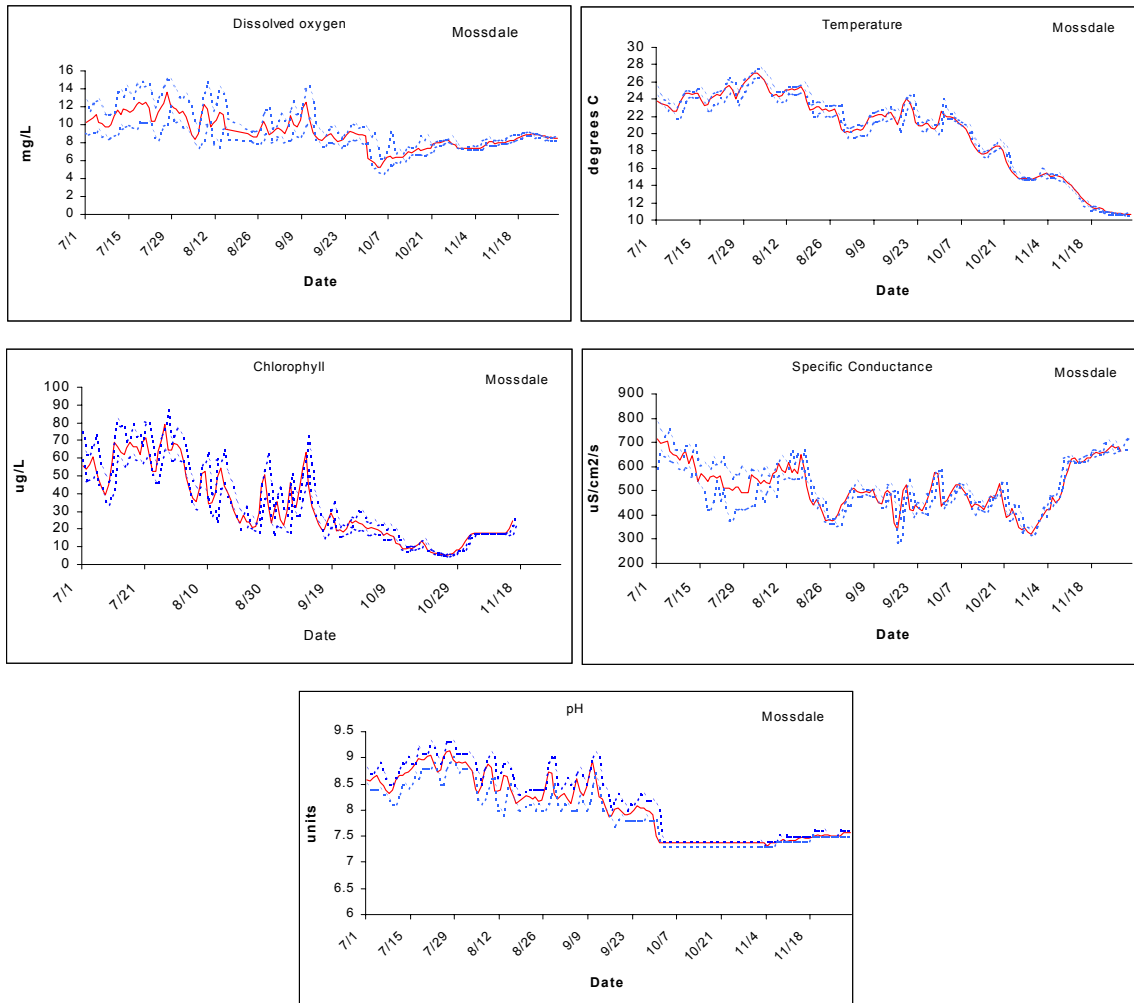 Dissolved oxygen
Mossdale
mg/L
16
14
12
10
8
6
4
2
0
7/1 7/15 7/29 8/12 8/26 9/9 9/23 10/7 10/21 11/4 11/18
Date
Temperature
Mossdale
degrees C
30
28
26
24
22
20
18
16
14
12
10
7/1 7/15 7/29 8/12 8/26 9/9 9/23 10/7 10/21 11/4 11/18
Date
Chlorophyll
Mossdale
ug/L
100
90
80
70
60
50
40
30
20
10
0
7/1 7/21 8/10 8/30 9/19 10/9 10/29 11/18
Date
Specific Conductance
Mossdale
uS/cm2/s
900
800
700
600
500
400
300
200
7/1 7/15 7/29 8/12 8/26 9/9 9/23 10/7 10/21 11/4 11/18
Date
pH
Mossdale
units
9.5
9
8.5
8
7.5
7
6.5
6
7/1 7/15 7/29 8/12 8/26 9/9 9/23 10/7 10/21 11/4 11/18
Date